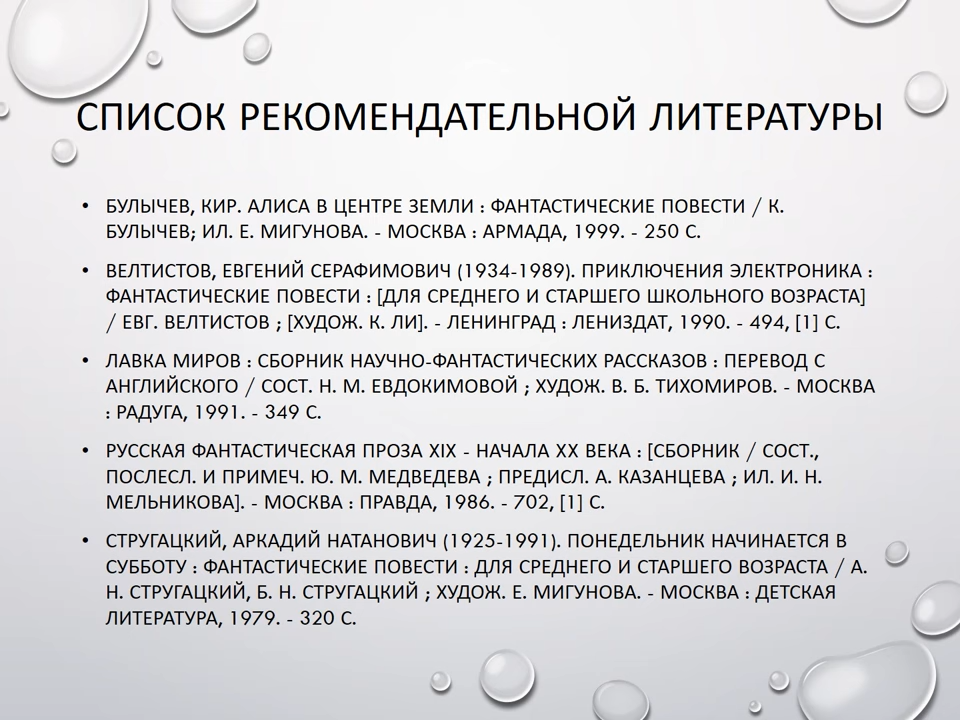 СПИСОК РЕКОМЕНДАТЕЛЬНОЙ ЛИТЕРАТУРЫ
• БУЛЫЧЕВ, КИР. АЛИСА В ЦЕНТРЕ ЗЕМЛИ : ФАНТАСТИЧЕСКИЕ ПОВЕСТИ / К.
БУЛЫЧЕВ; ИЛ. Е. МИГУНОВА. - МОСКВА : АРМАДА, 1999. - 250 С.
• ВЕЛТИСТОВ, ЕВГЕНИЙ СЕРАФИМОВИЧ (1934-1989). ПРИКЛЮЧЕНИЯ ЭЛЕКТРОНИКА :
ФАНТАСТИЧЕСКИЕ ПОВЕСТИ : [ДЛЯ СРЕДНЕГО И СТАРШЕГО ШКОЛЬНОГО ВОЗРАСТА]
/ ЕВГ. ВЕЛТИСТОВ ; [ХУДОЖ. К. ЛИ]. - ЛЕНИНГРАД : ЛЕНИЗДАТ, 1990. - 494, [1] С.
• ЛАВКА МИРОВ : СБОРНИК НАУЧНО-ФАНТАСТИЧЕСКИХ РАССКАЗОВ : ПЕРЕВОД С
АНГЛИЙСКОГО / СОСТ. Н. М. ЕВДОКИМОВОЙ ; ХУДОЖ. В. Б. ТИХОМИРОВ. - МОСКВА
: РАДУГА, 1991. - 349 С.
• РУССКАЯ ФАНТАСТИЧЕСКАЯ ПРОЗА XIX - НАЧАЛА XX ВЕКА : [СБОРНИК / СОСТ.,
ПОСЛЕСЛ. И ПРИМЕЧ. Ю. М. МЕДВЕДЕВА ; ПРЕДИСЛ. А. КАЗАНЦЕВА ; ИЛ. И. Н.
МЕЛЬНИКОВА]. - МОСКВА : ПРАВДА, 1986. - 702, [1] С.
• СТРУГАЦКИЙ, АРКАДИЙ НАТАНОВИЧ (1925-1991). ПОНЕДЕЛЬНИК НАЧИНАЕТСЯ В
СУББОТУ : ФАНТАСТИЧЕСКИЕ ПОВЕСТИ : ДЛЯ СРЕДНЕГО И СТАРШЕГО ВОЗРАСТА / А.
Н. СТРУГАЦКИЙ, Б. Н. СТРУГАЦКИЙ ; ХУДОЖ. Е. МИГУНОВА. - МОСКВА : ДЕТСКАЯ
ЛИТЕРАТУРА, 1979. - 320 С.